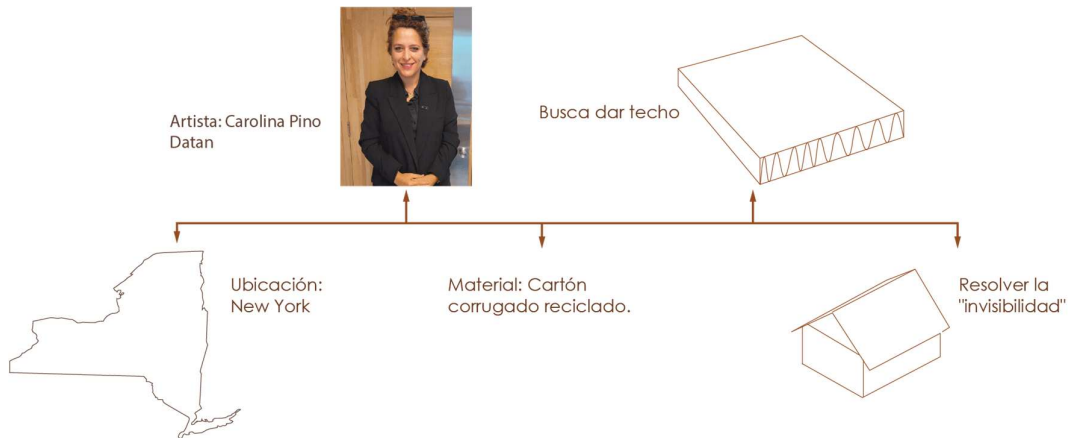 Artista: Carolina Pino
Datan
Busca dar techo
Ubicación:
New York
Material: Cartón
corrugado reciclado.
Resolver la
"invisibilidad"